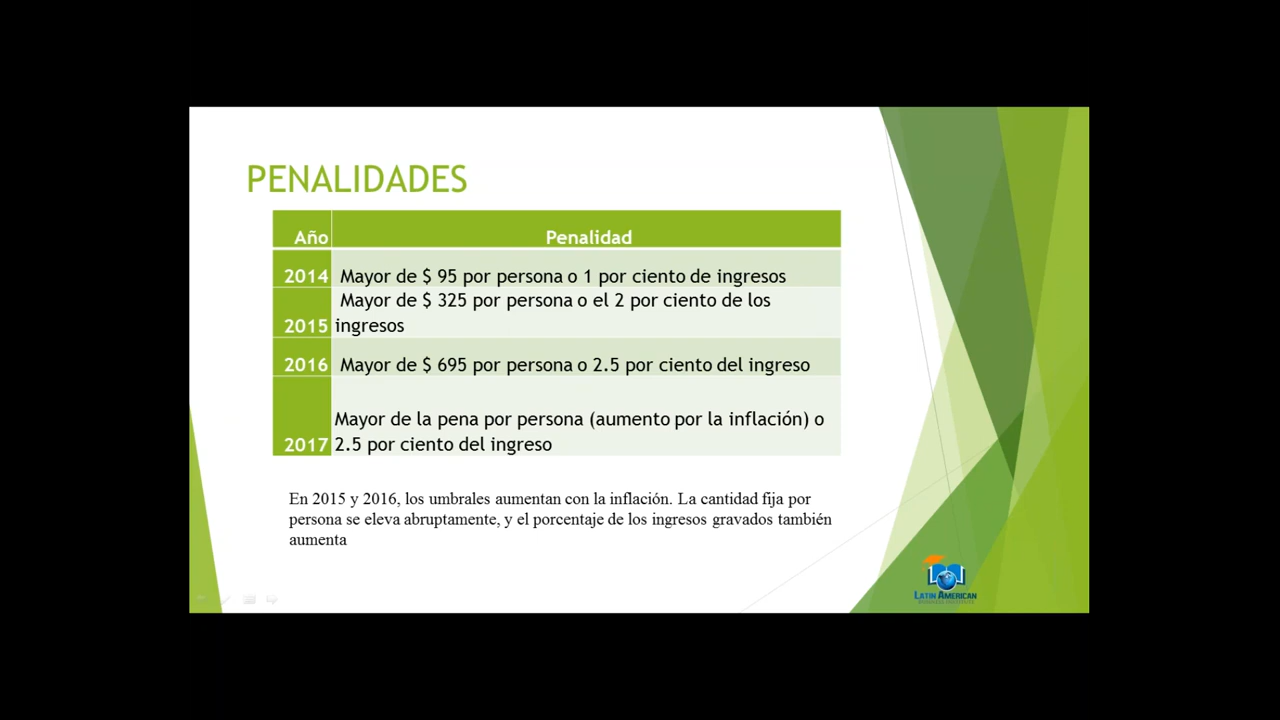 PENALIDADES
Año Penalidad
2014 Mayor de $ 95 por persona o 1 por ciento de ingresos
Mayor de $ 325 por persona o el 2 por ciento de los
2015 ingresos
2016 Mayor de $ 695 por persona o 2.5 por ciento del ingreso
Mayor de la pena por persona (aumento por la inflación) o
2017 2.5 por ciento del ingreso
En 2015 y 2016, los umbrales aumentan con la inflación. La cantidad fija por
persona se eleva abruptamente, y el porcentaje de los ingresos gravados también
aumenta
LATIN AMERICAN